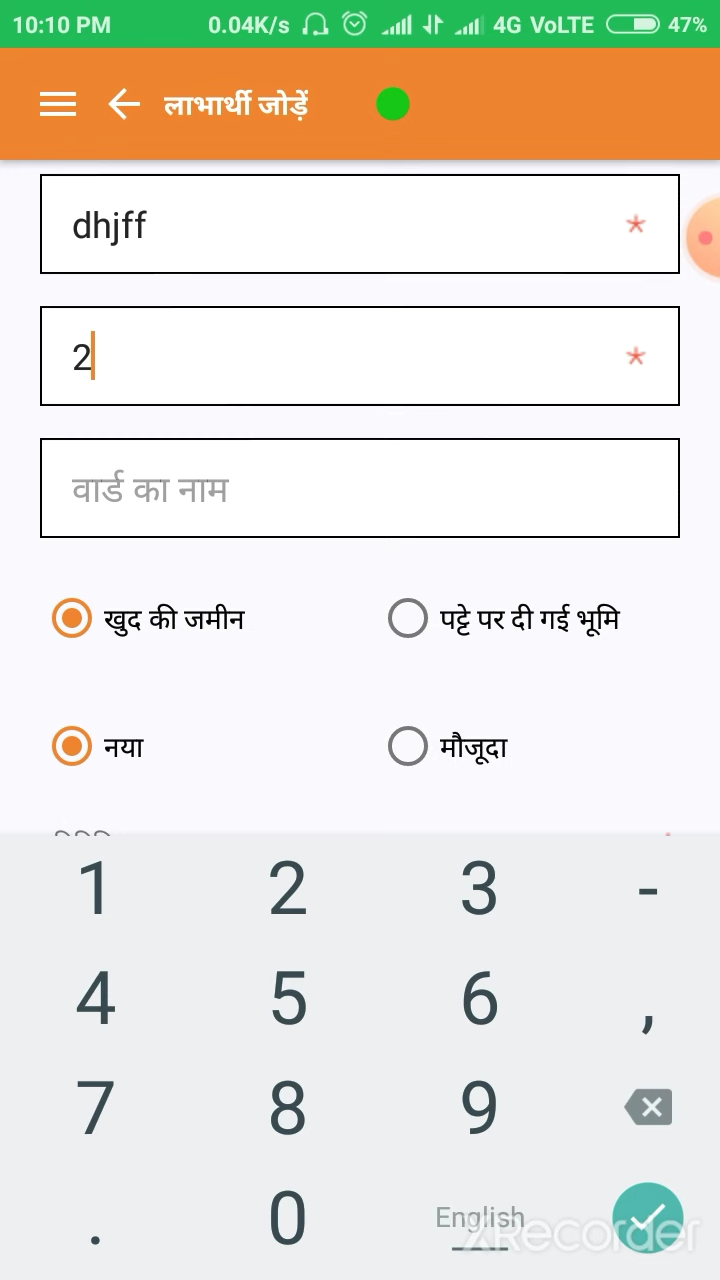 10:10 PM 0.04K/s 4G VoLTE 47%
लाभार्थी जोड़ें
dhjff *
2 *
वार्ड का नाम
खुद की जमीन पट्टे पर दी गई भूमि
नया मौजूदा
1 2 3 -
4 5 6 ,
7 8 9
. 0 English
XRecorder